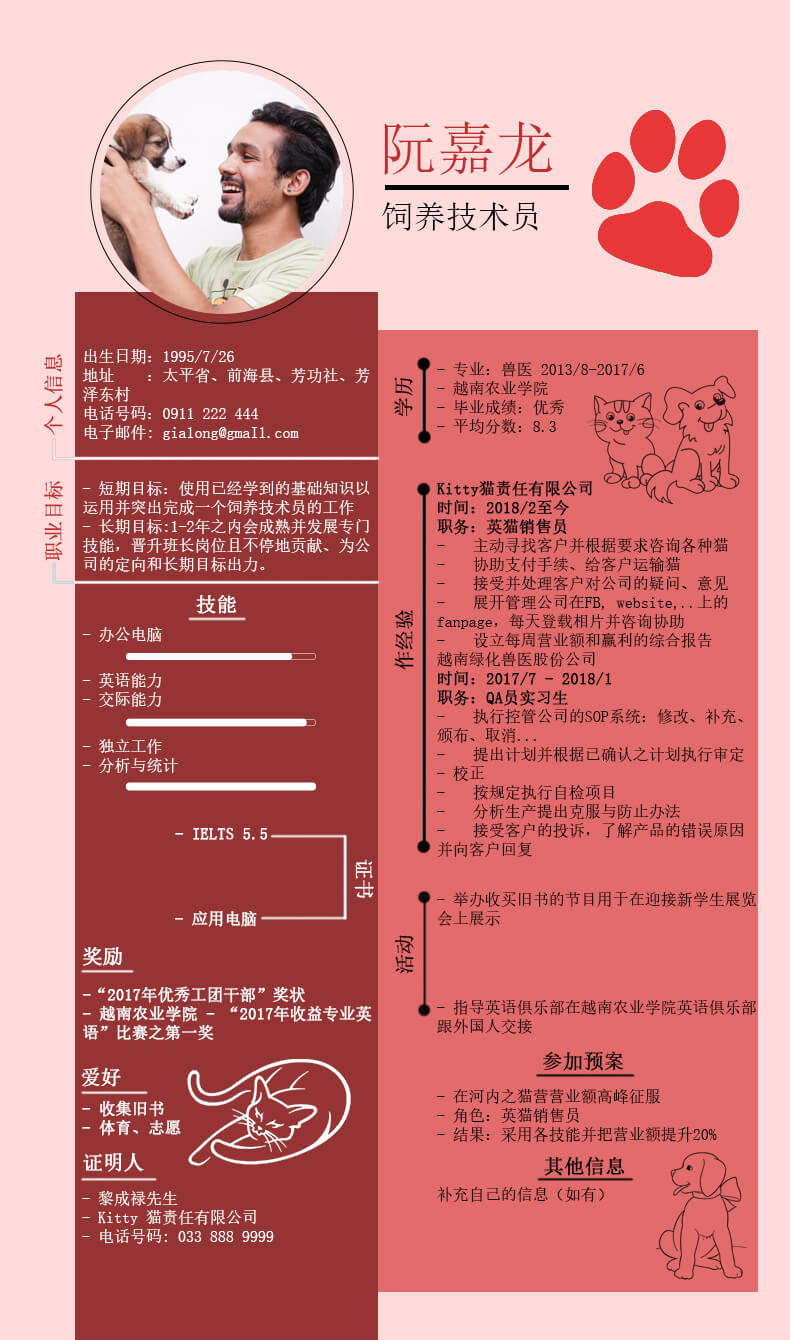 阮嘉龙
饲养技术员
个人信息
出生日期: 1995/7/26
地址 : 太平省、前海县、芳功社、芳
泽东村
电话号码: 0911 222 444
电子邮件: gialong@gmaIl.com
职业目标
- 短期目标: 使用已经学到的基础知识以
运用并突出完成一个饲养技术员的工作
- 长期目标:1-2年之内会成熟并发展专门
技能，晋升班长岗位且不停地贡献、为公
司的定向和长期目标出力。
技能
- 办公电脑
- 英语能力
- 交际能力
- 独立工作
- 分析与统计
- IELTS 5.5
证书
- 应用电脑
奖励
-“2017年优秀工团干部”奖状
- 越南农业学院 - “2017年收益专业英
语”比赛之第一奖
爱好
- 收集旧书
- 体育、志愿
证明人
- 黎成禄先生
- Kitty 猫责任有限公司
- 电话号码: 033 888 9999
学历
- 专业: 兽医 2013/8-2017/6
- 越南农业学院
- 毕业成绩: 优秀
- 平均分数: 8.3
作经验
Kitty猫责任有限公司
时间: 2018/2至今
职务: 英猫销售员
- 主动寻找客户并根据要求咨询各种猫
- 协助支付手续、给客户运输猫
- 接受并处理客户对公司的疑问、意见
- 展开管理公司在FB, website,..上的
fanpage，每天登载相片并咨询协助
- 设立每周营业额和赢利的综合报告
越南绿化兽医股份公司
时间: 2017/7 - 2018/1
职务: QA员实习生
- 执行控管公司的SOP系统: 修改、补充、
颁布、取消...
- 提出计划并根据已确认之计划执行审定
- 校正
- 按规定执行自检项目
- 分析生产提出克服与防止办法
- 接受客户的投诉，了解产品的错误原因
并向客户回复
活动
- 举办收买旧书的节目用于在迎接新学生展览
会上展示
- 指导英语俱乐部在越南农业学院英语俱乐部
跟外国人交接
参加预案
- 在河内之猫营营业额高峰征服
- 角色: 英猫销售员
- 结果: 采用各技能并把营业额提升20%
其他信息
补充自己的信息（如有）